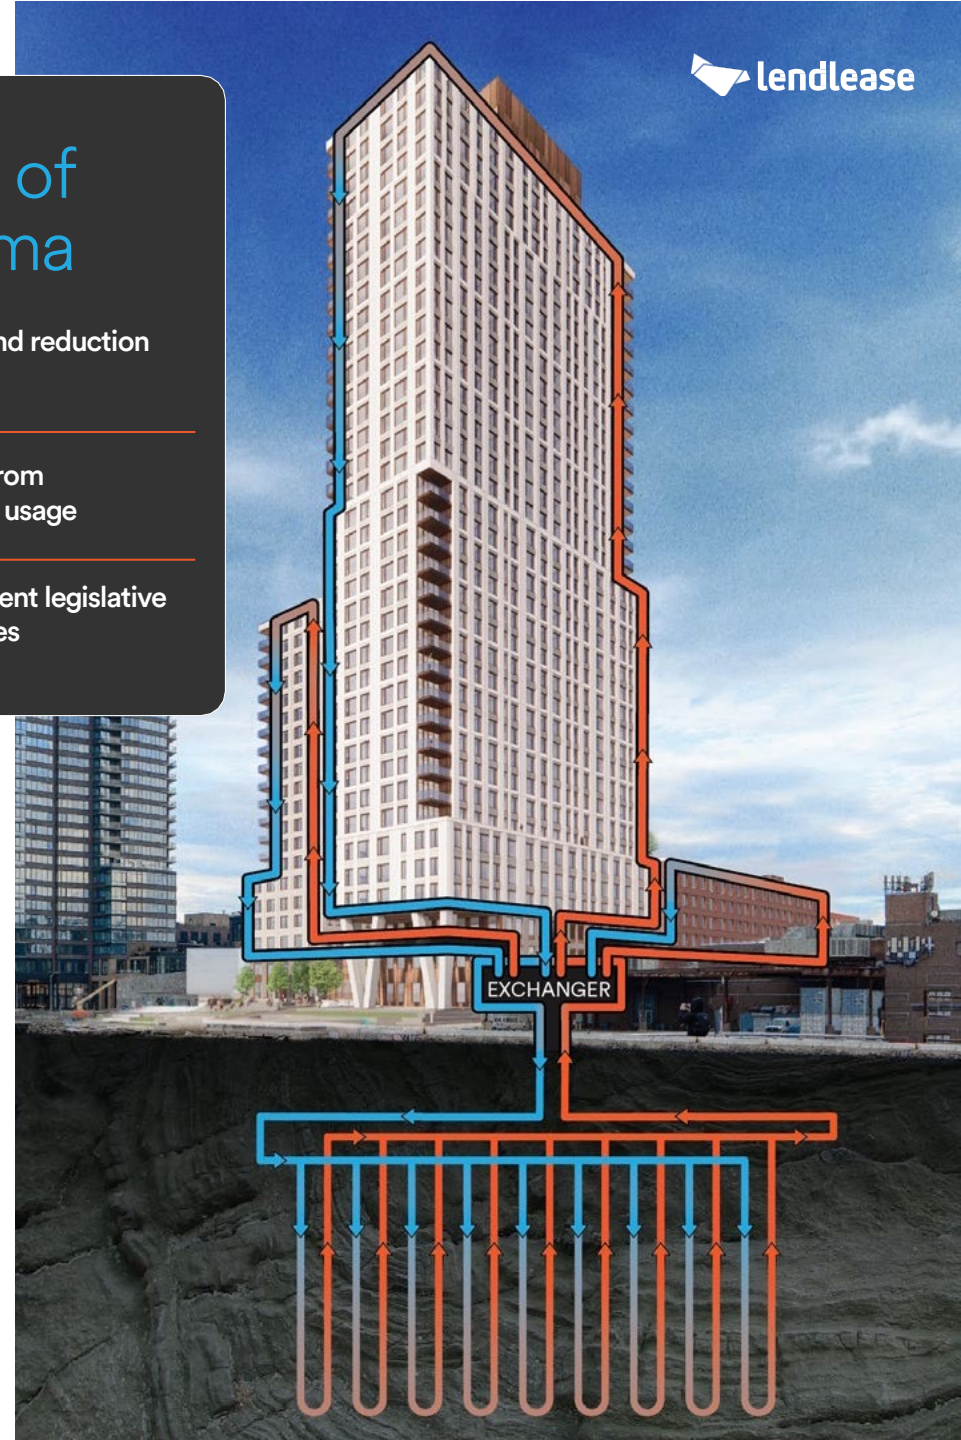 lendlease
of
ma
nd reduction
rom
usage
ent legislative
es
EXCHANGER